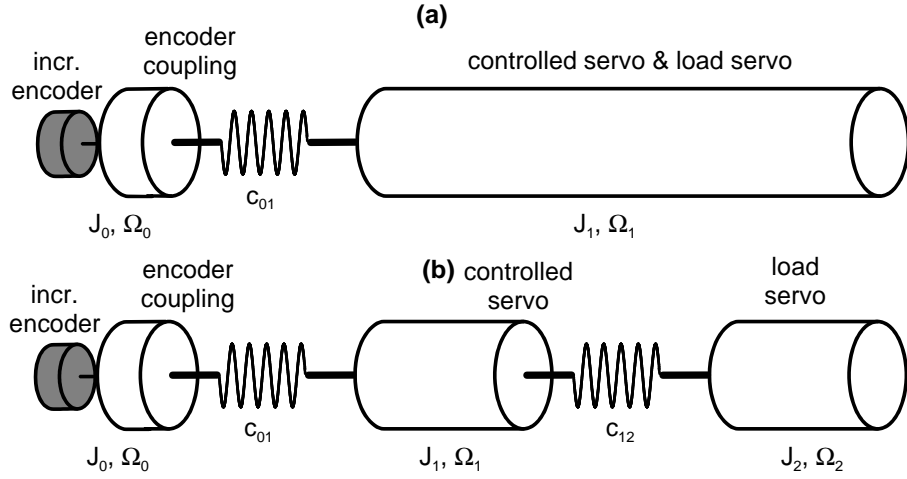 (a)
encoder
coupling
incr.
encoder
controlled servo & load servo
c₀₁
J₀, Ω₀
J₁, Ω₁
(b)
encoder
coupling
incr.
encoder
controlled
servo
load
servo
c₀₁
c₁₂
J₀, Ω₀
J₁, Ω₁
J₂, Ω₂